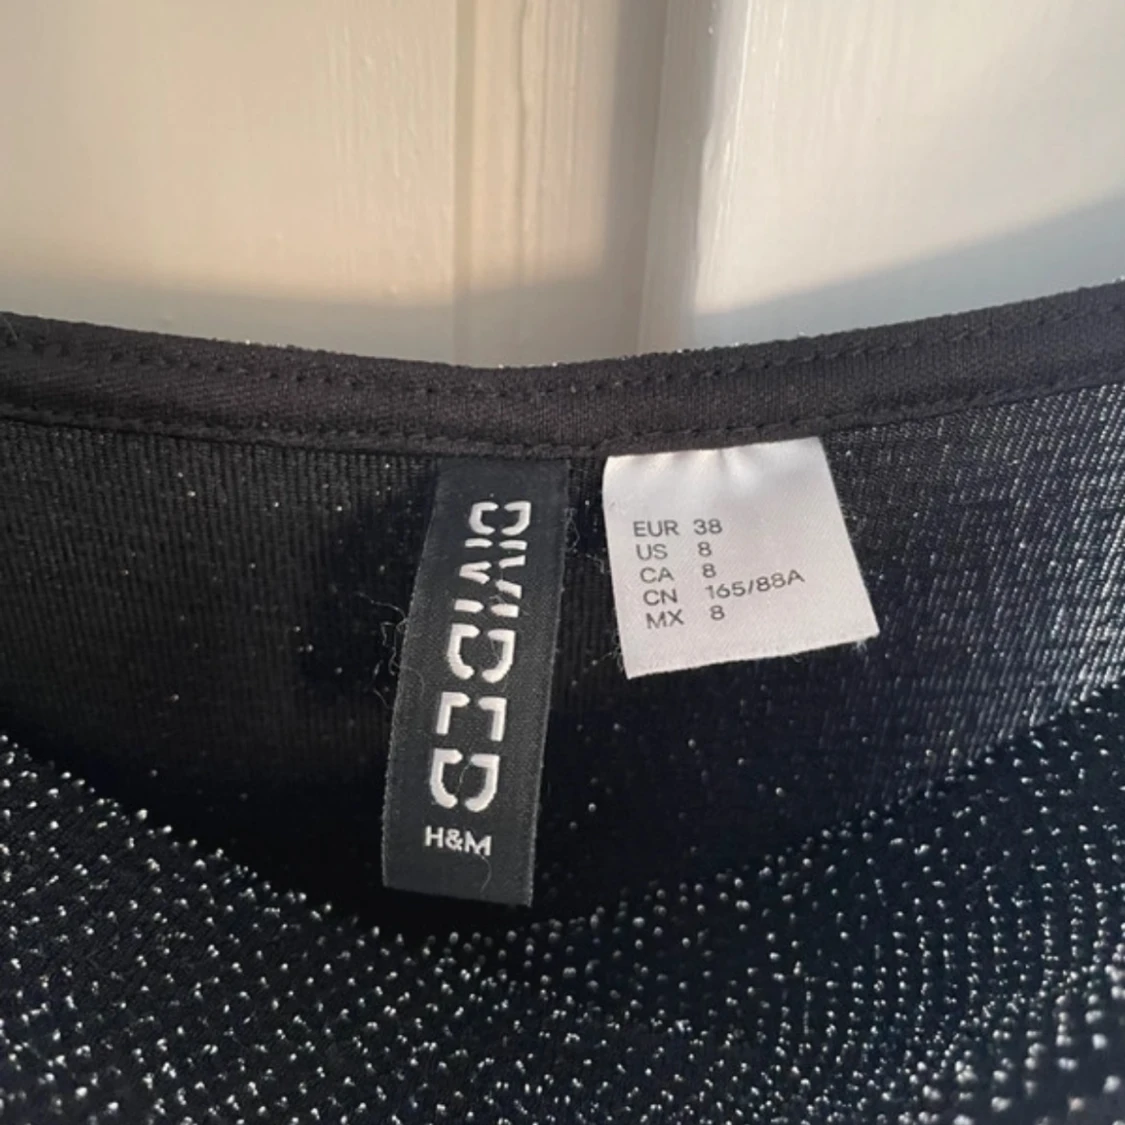 DIVIDED
H&M
EUR 38
US 8
CA 8
CN 165/88A
MX 8